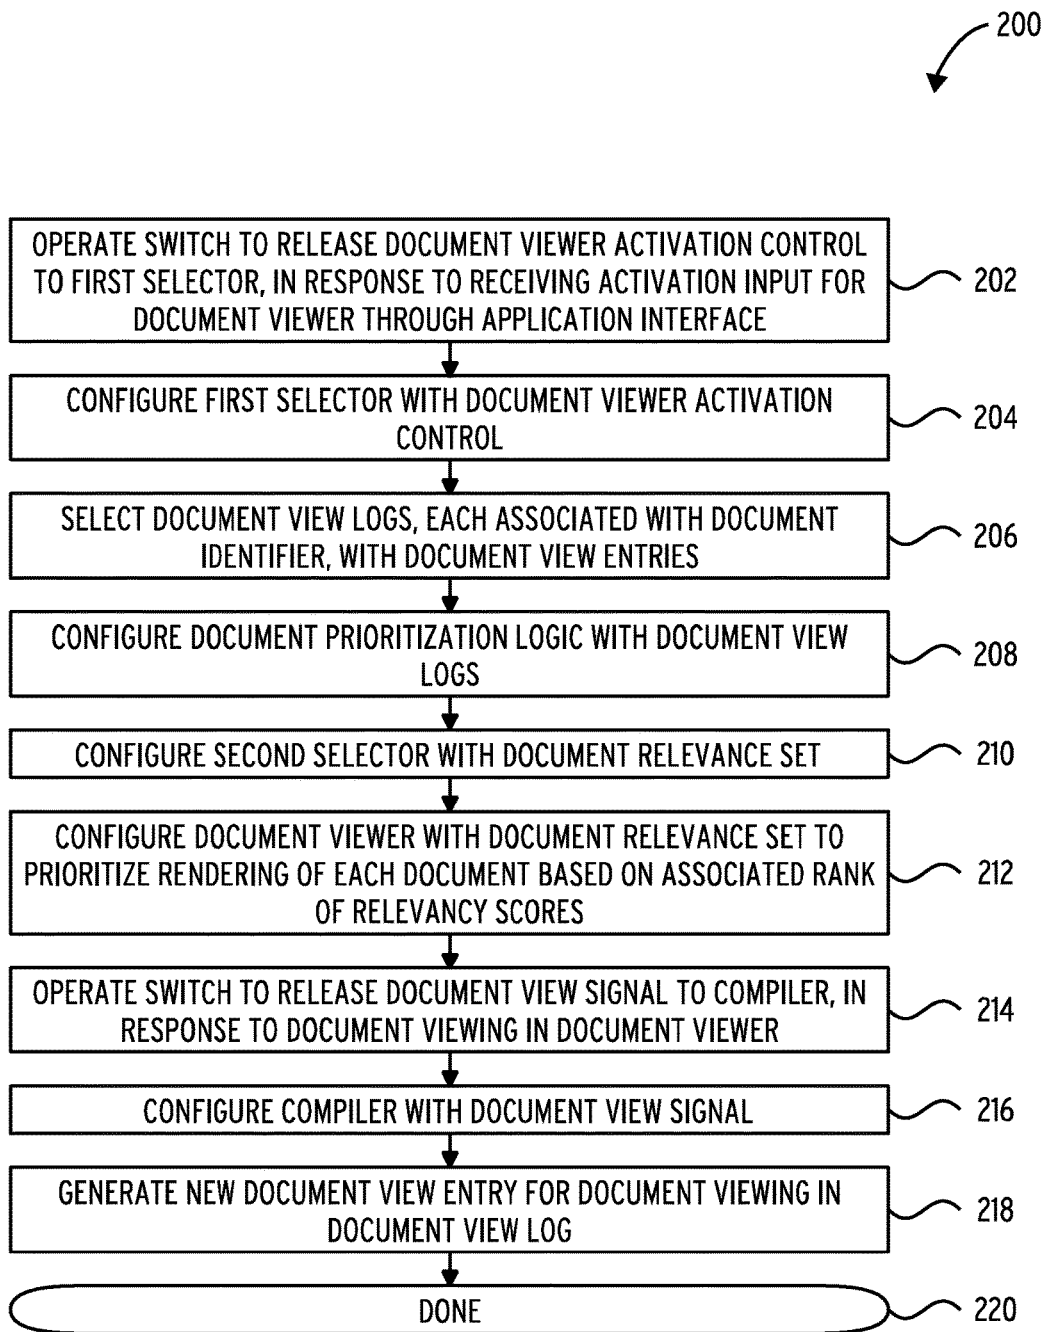 200
OPERATE SWITCH TO RELEASE DOCUMENT VIEWER ACTIVATION CONTROL
TO FIRST SELECTOR, IN RESPONSE TO RECEIVING ACTIVATION INPUT FOR
DOCUMENT VIEWER THROUGH APPLICATION INTERFACE
202
CONFIGURE FIRST SELECTOR WITH DOCUMENT VIEWER ACTIVATION
CONTROL
204
SELECT DOCUMENT VIEW LOGS, EACH ASSOCIATED WITH DOCUMENT
IDENTIFIER, WITH DOCUMENT VIEW ENTRIES
206
CONFIGURE DOCUMENT PRIORITIZATION LOGIC WITH DOCUMENT VIEW
LOGS
208
CONFIGURE SECOND SELECTOR WITH DOCUMENT RELEVANCE SET
210
CONFIGURE DOCUMENT VIEWER WITH DOCUMENT RELEVANCE SET TO
PRIORITIZE RENDERING OF EACH DOCUMENT BASED ON ASSOCIATED RANK
OF RELEVANCY SCORES
212
OPERATE SWITCH TO RELEASE DOCUMENT VIEW SIGNAL TO COMPILER, IN
RESPONSE TO DOCUMENT VIEWING IN DOCUMENT VIEWER
214
CONFIGURE COMPILER WITH DOCUMENT VIEW SIGNAL
216
GENERATE NEW DOCUMENT VIEW ENTRY FOR DOCUMENT VIEWING IN
DOCUMENT VIEW LOG
218
DONE
220